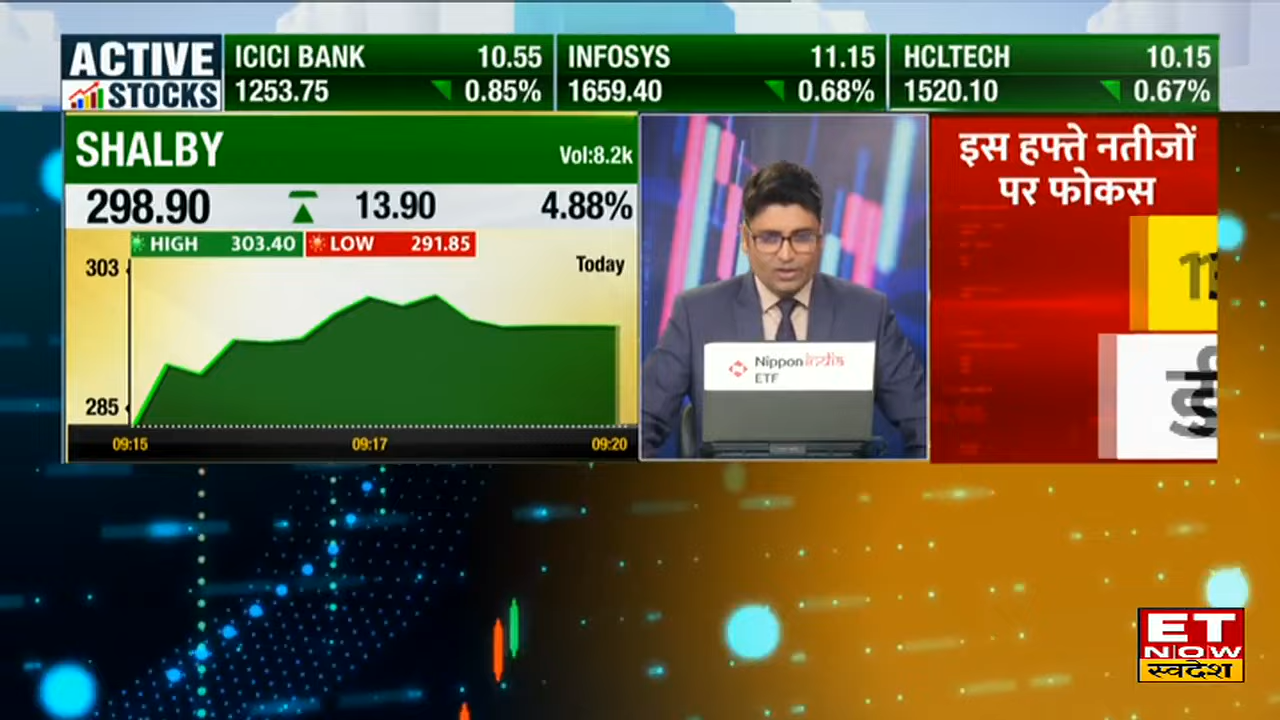 ACTIVE
STOCKS
ICICI BANK 10.55
1253.75 0.85%
INFOSYS 11.15
1659.40 0.68%
HCLTECH 10.15
1520.10 0.67%
SHALBY Vol:8.2k
298.90 13.90 4.88%
HIGH 303.40 LOW 291.85
303
Today
285
09:15 09:17 09:20
Nippon india
ETF
इस हफ्ते नतीजों
पर फोकस
ET
NOW
स्वदेश